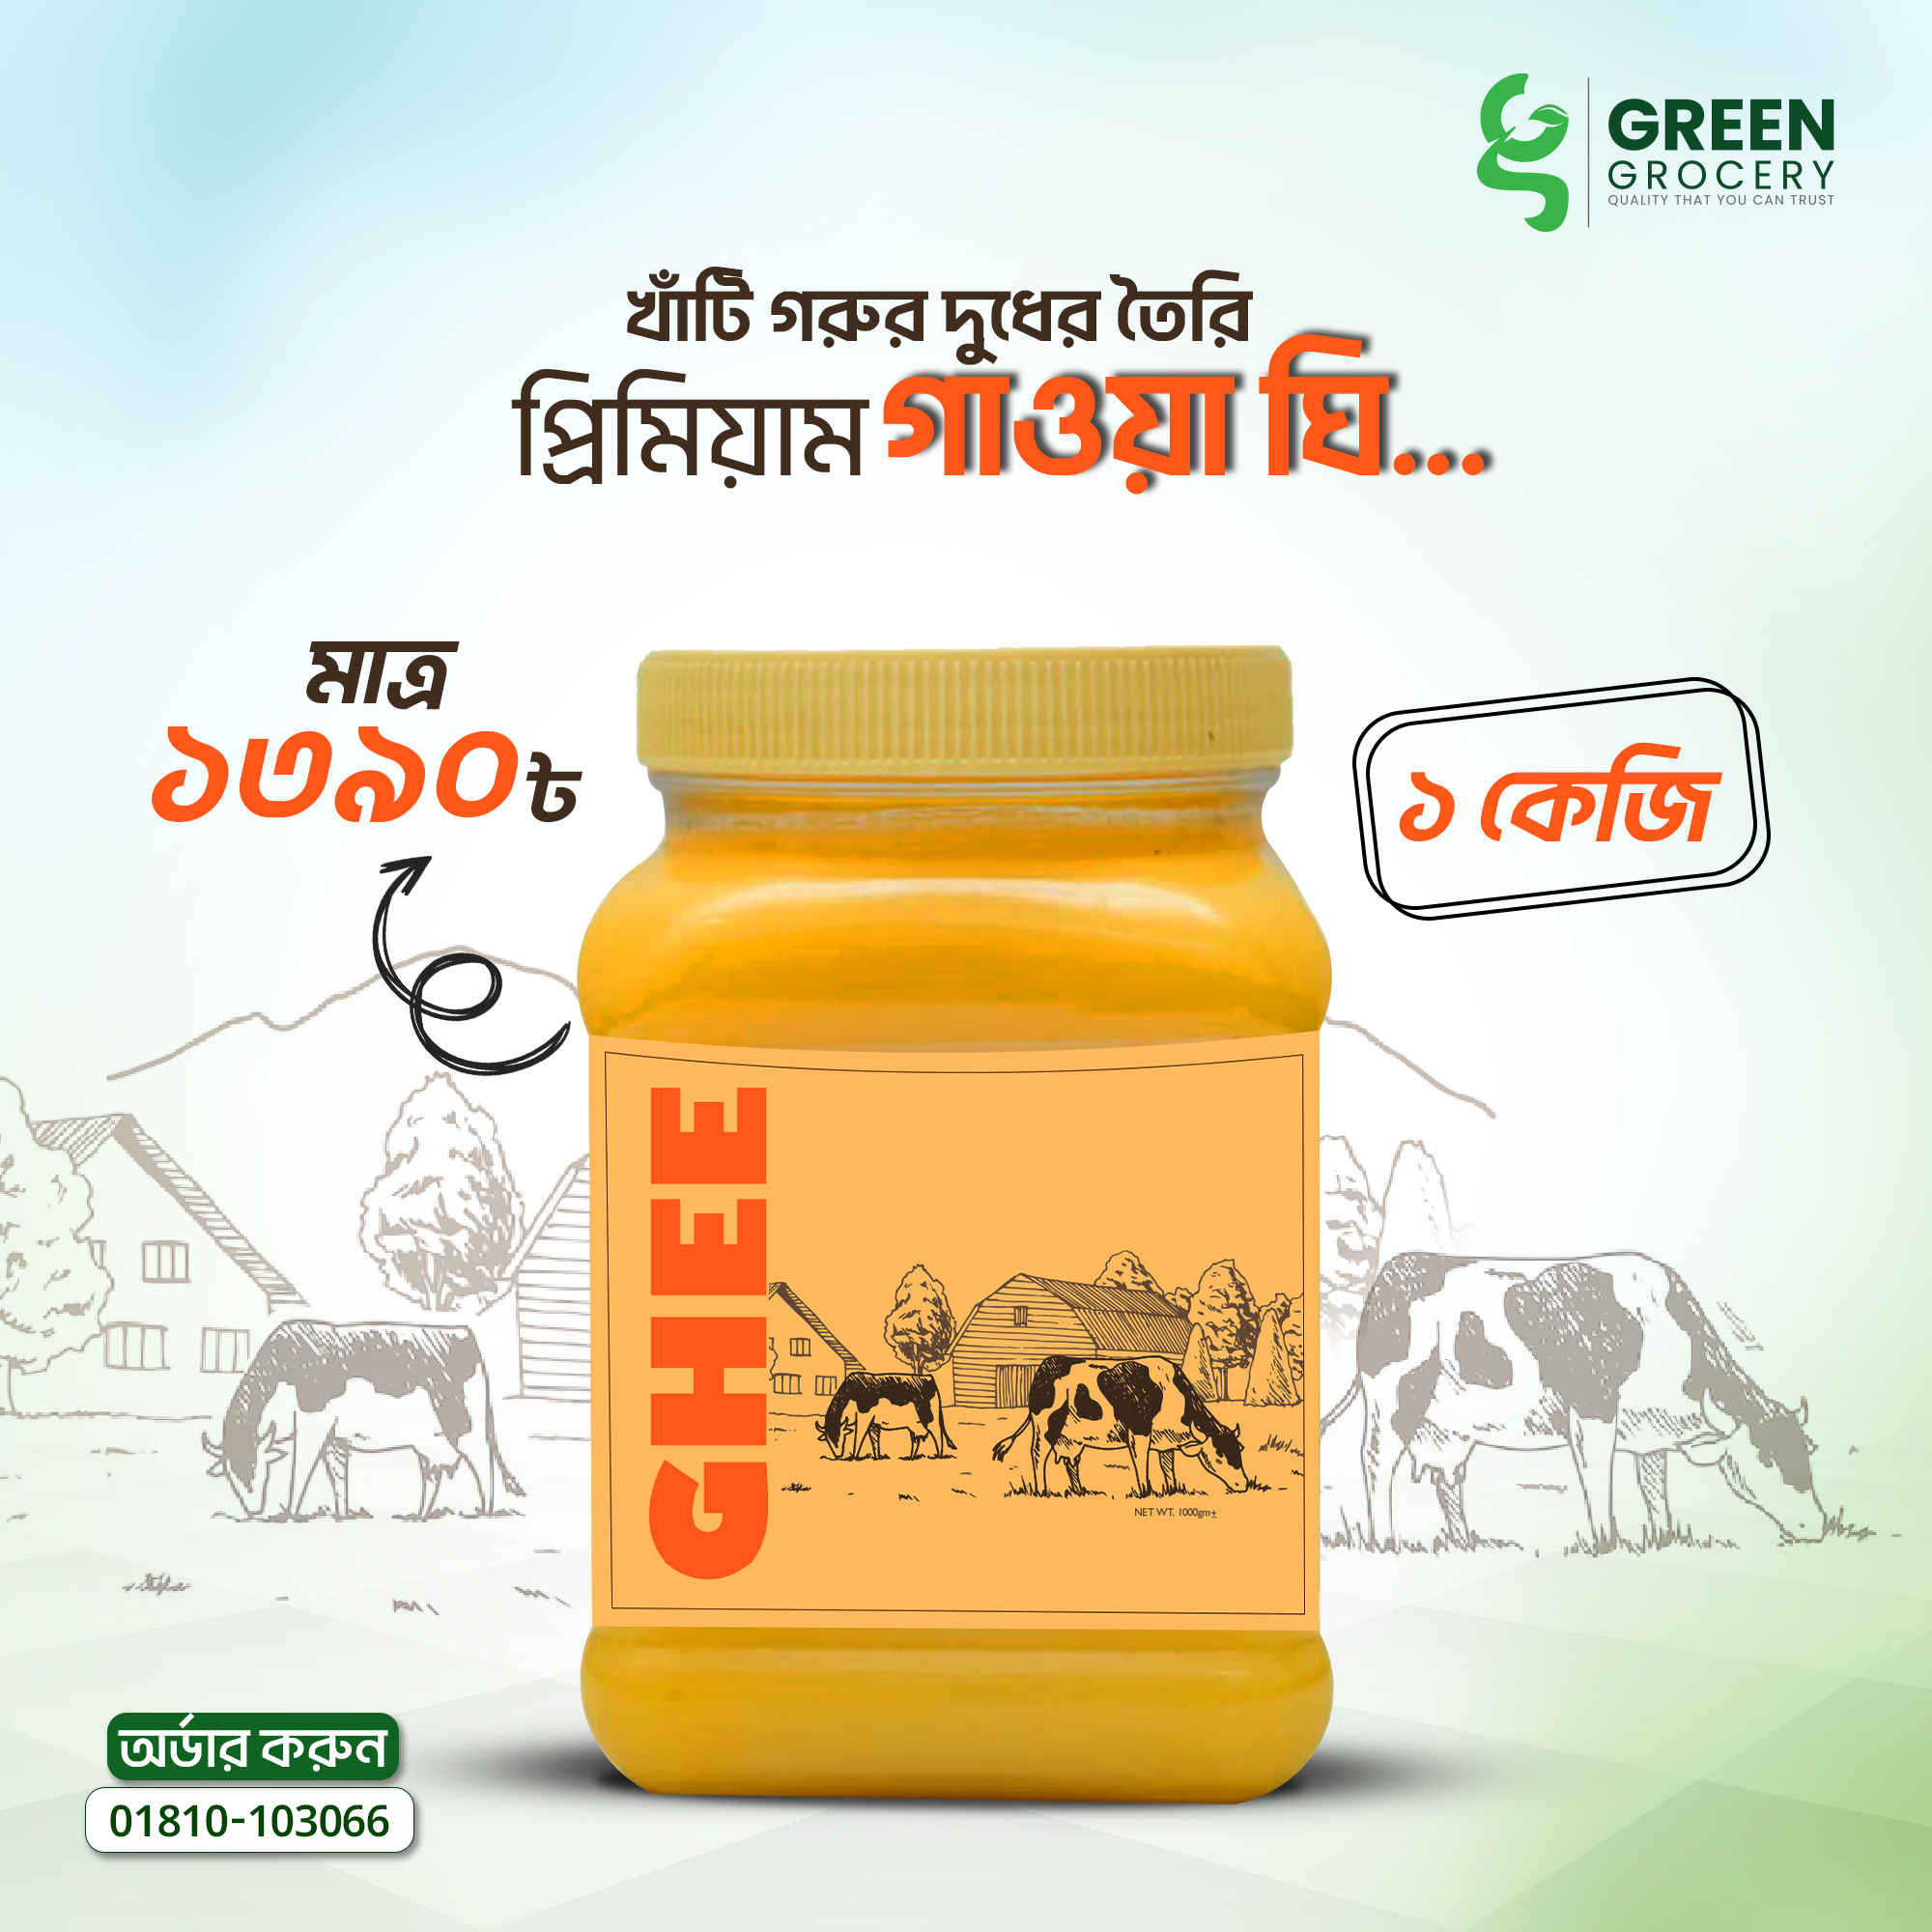 GREEN
GROCERY
QUALITY THAT YOU CAN TRUST
খাঁটি গরুর দুধের তৈরি
প্রিমিয়াম গাওয়া ঘি...
মাত্র
১৩৯০৳
১ কেজি
GHEE
NET WT. 1000gm±
অর্ডার করুন
01810-103066